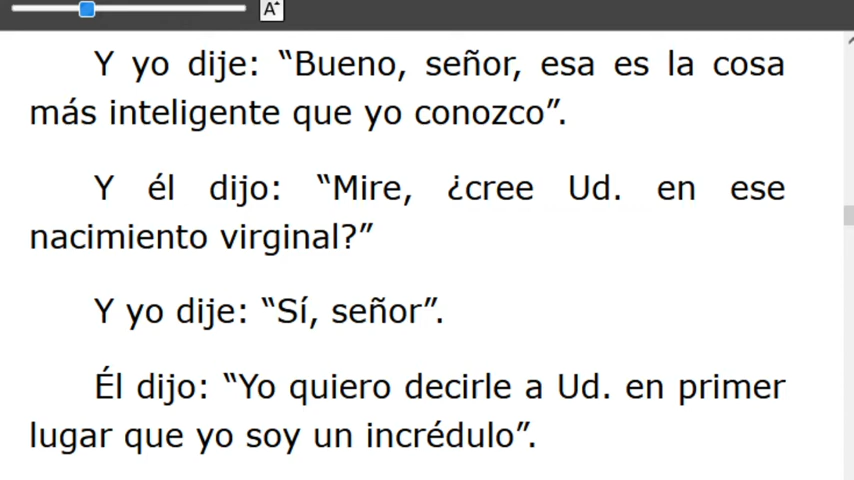 A
Y yo dije: “Bueno, señor, esa es la cosa
más inteligente que yo conozco”.
Y él dijo: “Mire, ¿cree Ud. en ese
nacimiento virginal?”
Y yo dije: “Sí, señor”.
Él dijo: “Yo quiero decirle a Ud. en primer
lugar que yo soy un incrédulo”.